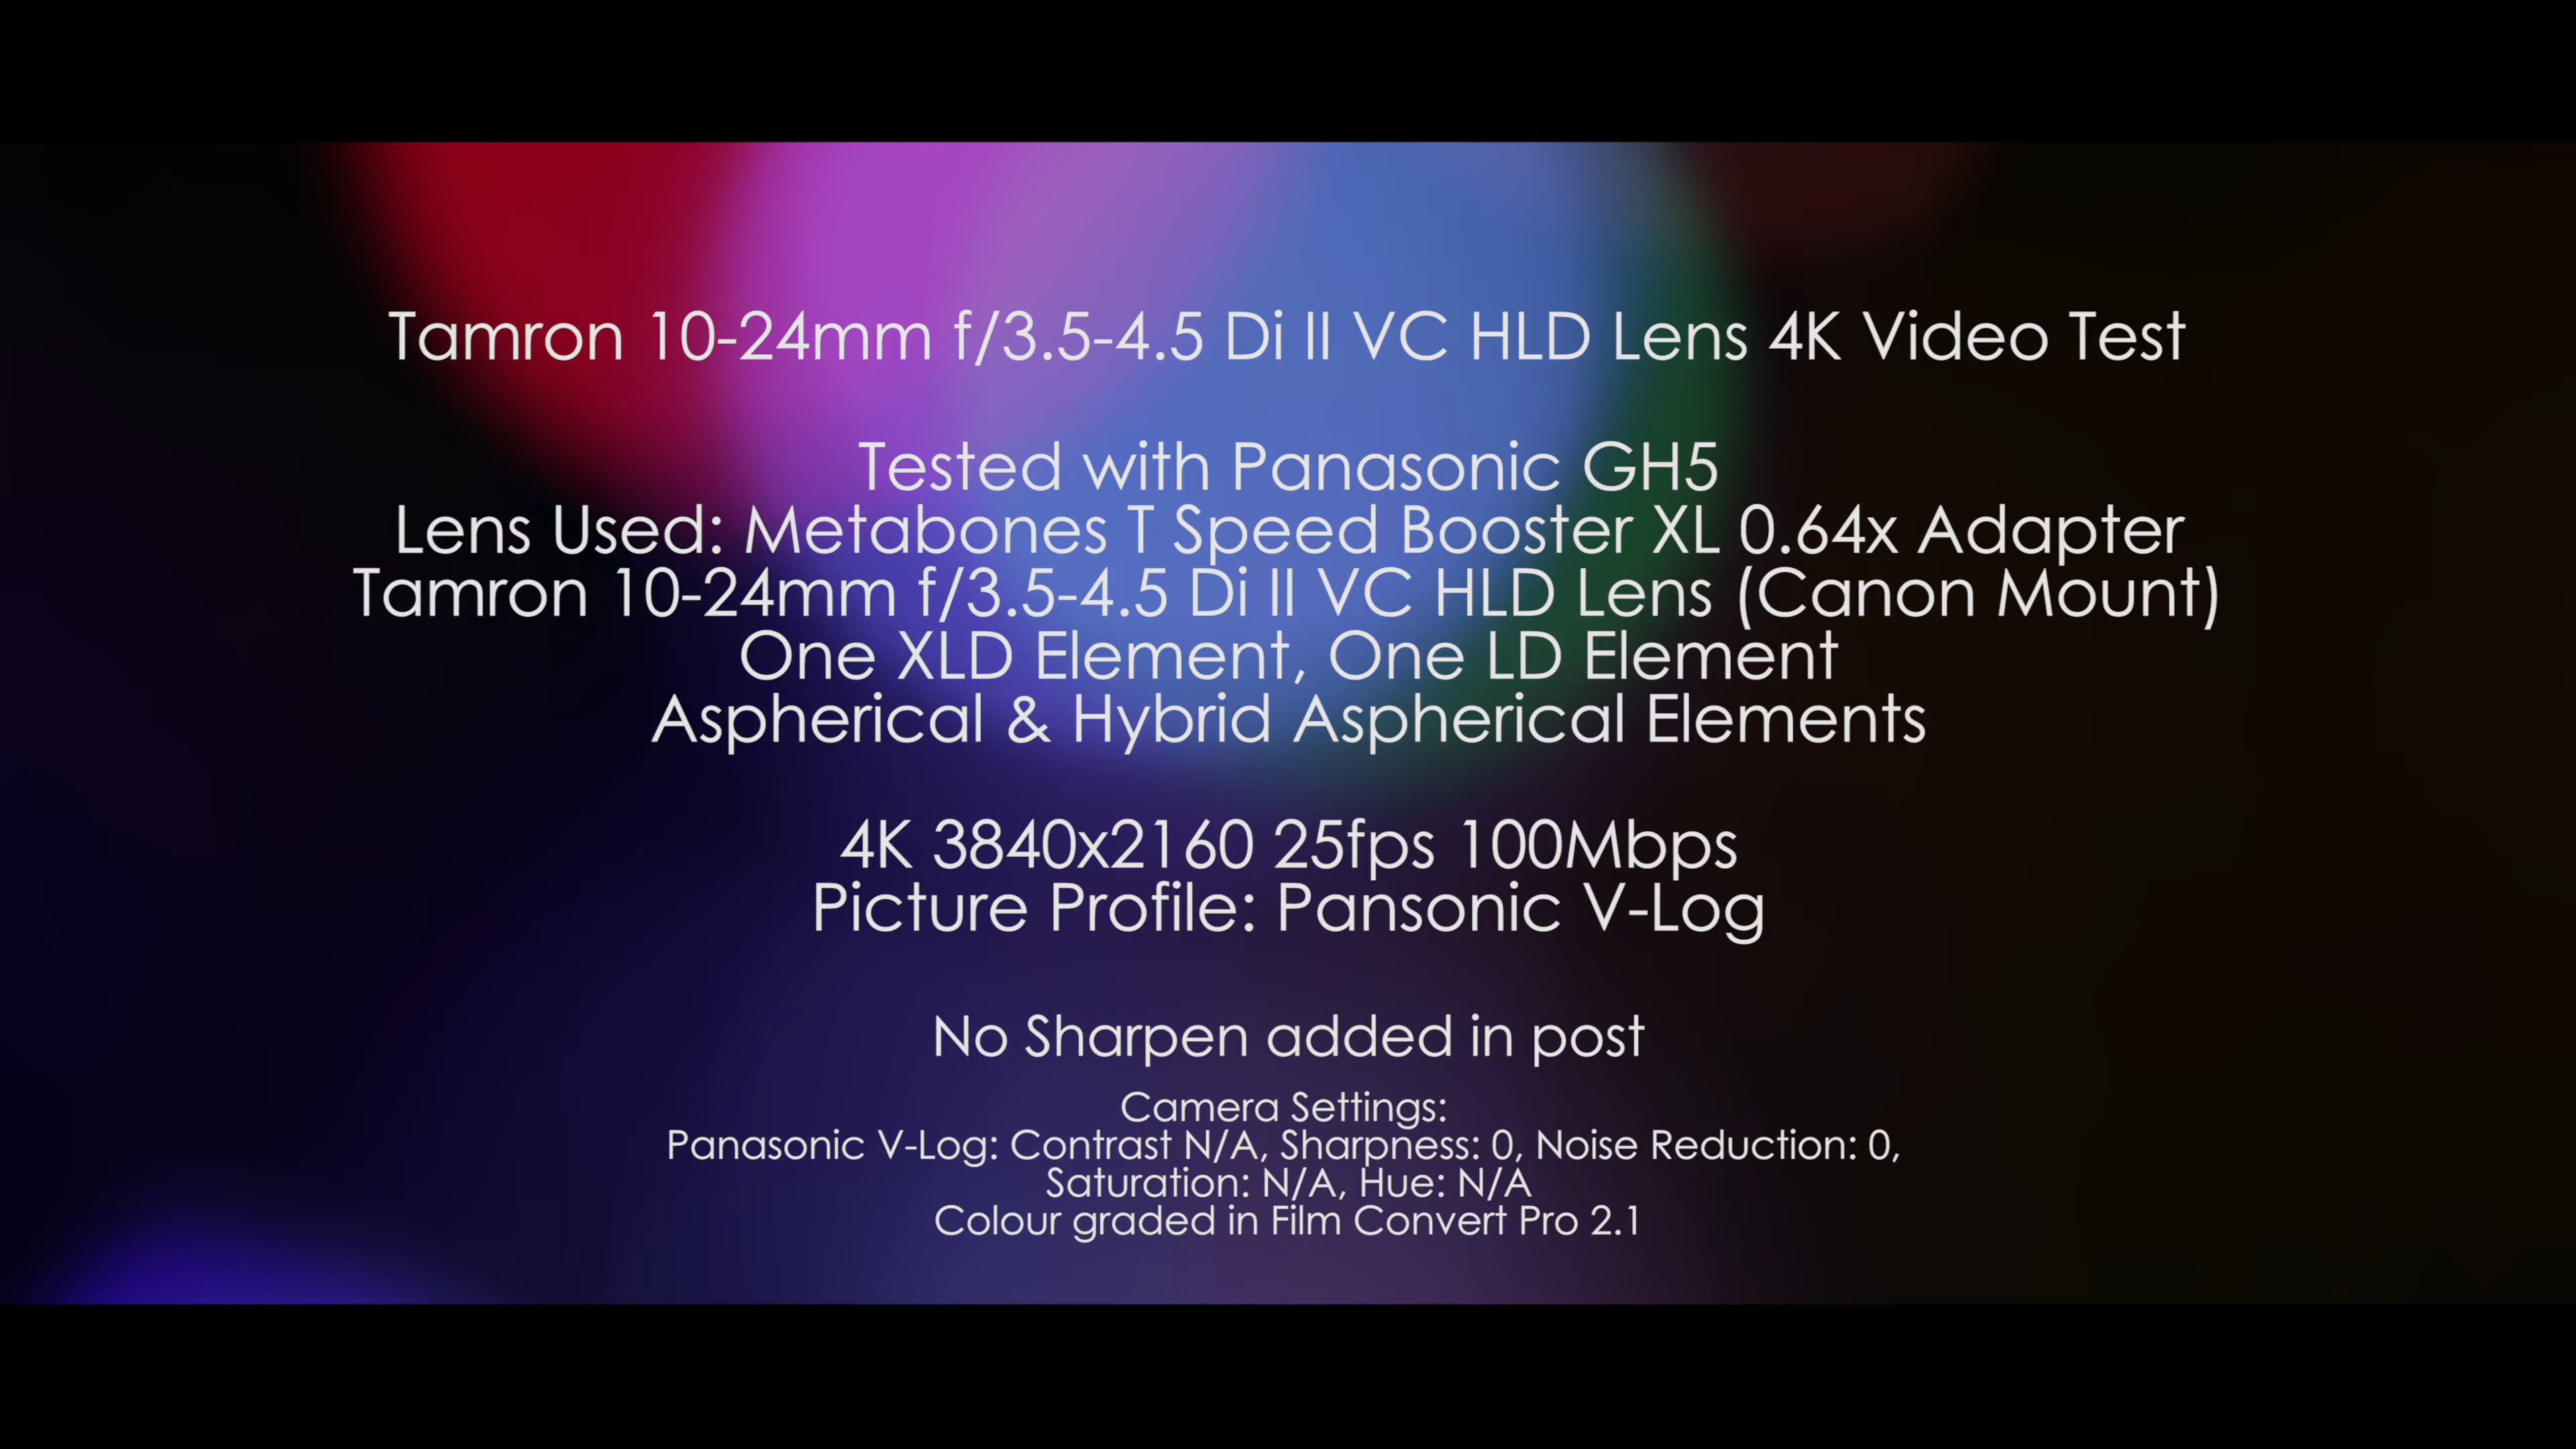 Tamron 10-24mm f/3.5-4.5 Di II VC HLD Lens 4K Video Test
Tested with Panasonic GH5
Lens Used: Metabones T Speed Booster XL 0.64x Adapter
Tamron 10-24mm f/3.5-4.5 Di II VC HLD Lens (Canon Mount)
One XLD Element, One LD Element
Aspherical & Hybrid Aspherical Elements
4K 3840x2160 25fps 100Mbps
Picture Profile: Pansonic V-Log
No Sharpen added in post
Camera Settings:
Panasonic V-Log: Contrast N/A, Sharpness: 0, Noise Reduction: 0,
Saturation: N/A, Hue: N/A
Colour graded in Film Convert Pro 2.1